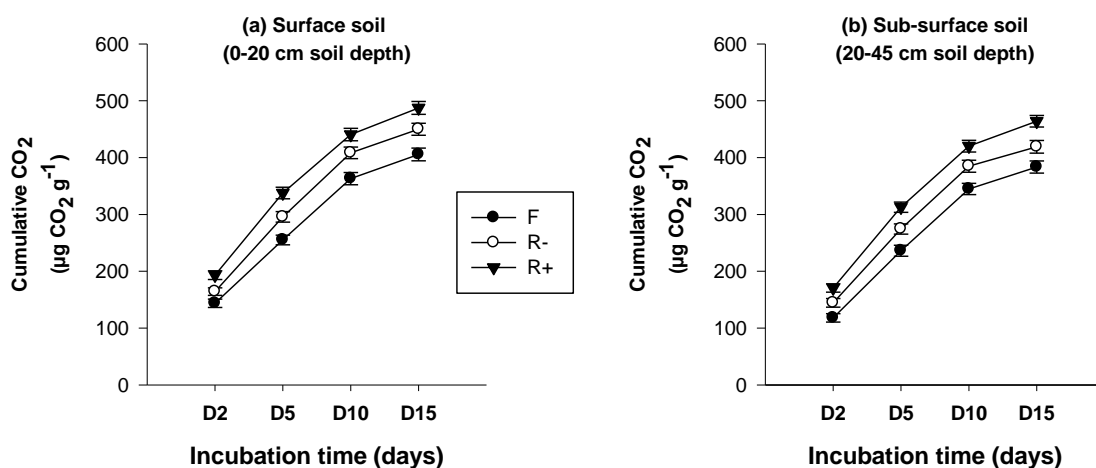 (a) Surface soil
(0-20 cm soil depth)
Cumulative CO2
(µg CO2 g-1)
600
500
400
300
200
100
0
D2 D5 D10 D15
Incubation time (days)
F
R-
R+
(b) Sub-surface soil
(20-45 cm soil depth)
Cumulative CO2
(µg CO2 g-1)
600
500
400
300
200
100
0
D2 D5 D10 D15
Incubation time (days)